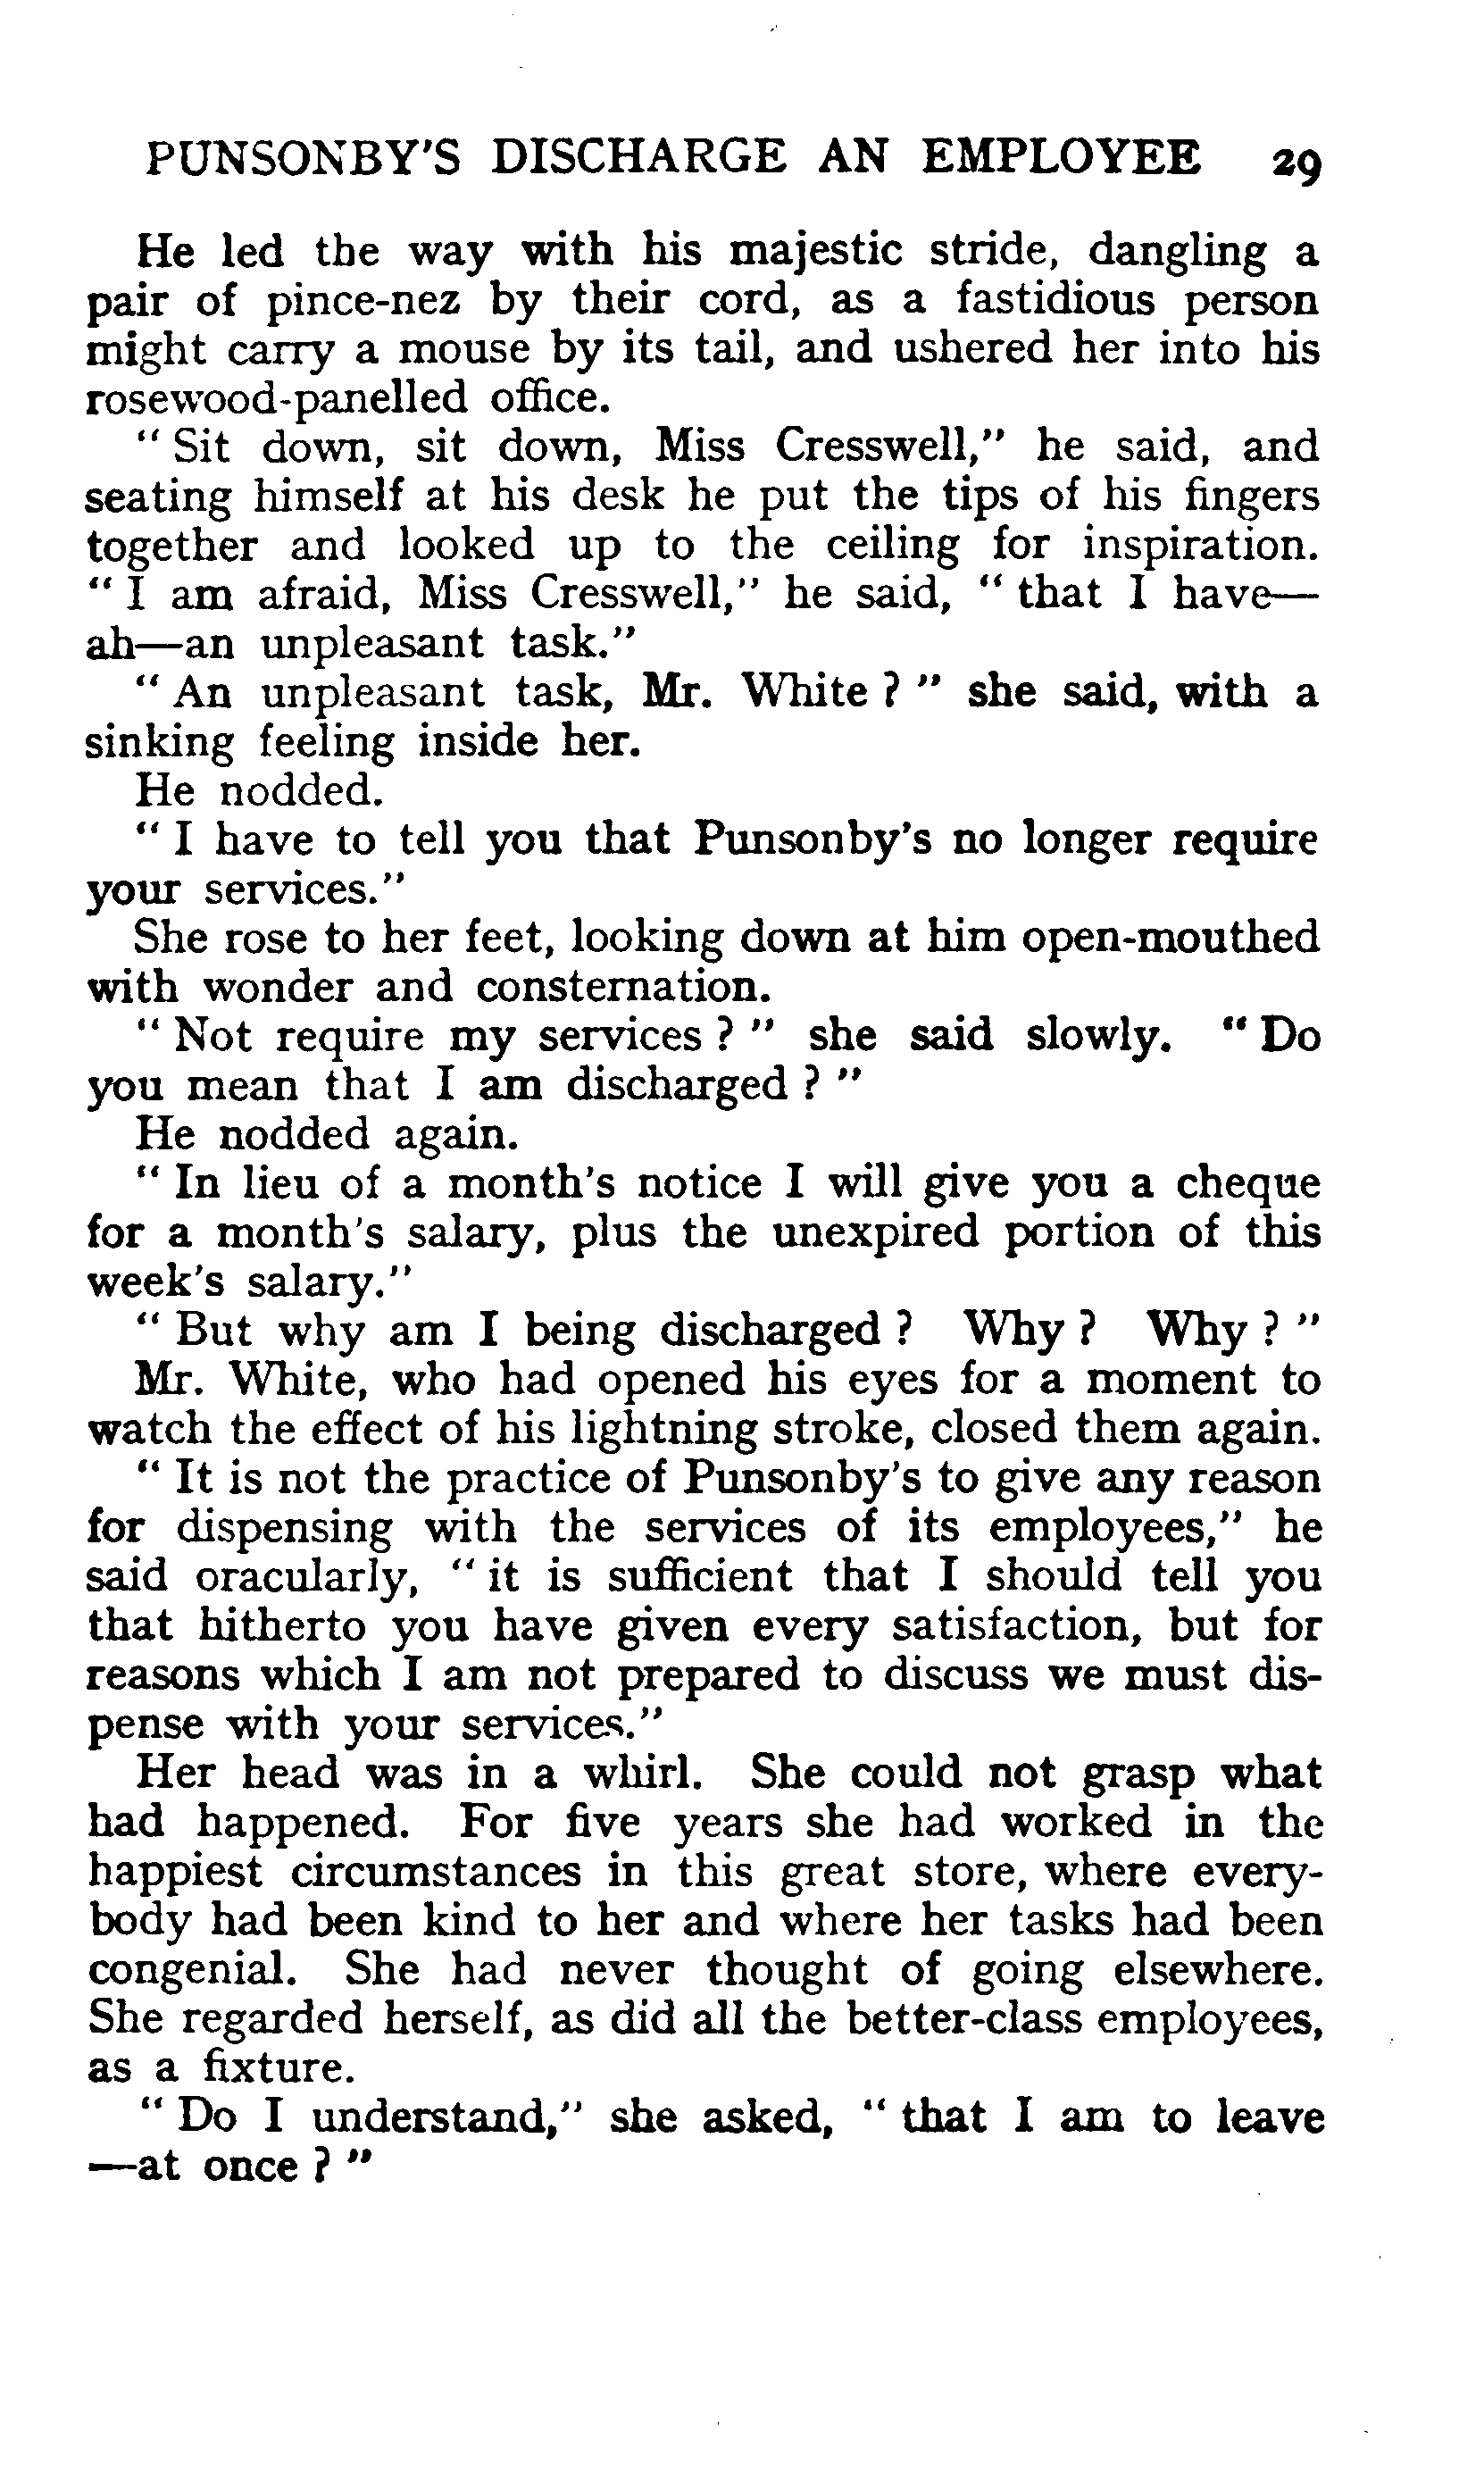 PUNSONBY'S DISCHARGE AN EMPLOYEE 29
He led the way with his majestic stride, dangling a
pair of pince-nez by their cord, as a fastidious person
might carry a mouse by its tail, and ushered her into his
rosewood-panelled office.
" Sit down, sit down, Miss Cresswell," he said, and
seating himself at his desk he put the tips of his fingers
together and looked up to the ceiling for inspiration.
" I am afraid, Miss Cresswell," he said, " that I have—
ah—an unpleasant task."
" An unpleasant task, Mr. White ? " she said, with a
sinking feeling inside her.
He nodded.
" I have to tell you that Punsonby's no longer require
your services."
She rose to her feet, looking down at him open-mouthed
with wonder and consternation.
" Not require my services ? " she said slowly. " Do
you mean that I am discharged ? "
He nodded again.
" In lieu of a month's notice I will give you a cheque
for a month's salary, plus the unexpired portion of this
week's salary."
" But why am I being discharged ? Why ? Why ? "
Mr. White, who had opened his eyes for a moment to
watch the effect of his lightning stroke, closed them again.
" It is not the practice of Punsonby's to give any reason
for dispensing with the services of its employees," he
said oracularly, " it is sufficient that I should tell you
that hitherto you have given every satisfaction, but for
reasons which I am not prepared to discuss we must dis-
pense with your services."
Her head was in a whirl. She could not grasp what
had happened. For five years she had worked in the
happiest circumstances in this great store, where every-
body had been kind to her and where her tasks had been
congenial. She had never thought of going elsewhere.
She regarded herself, as did all the better-class employees,
as a fixture.
" Do I understand," she asked, " that I am to leave
—at once ? "